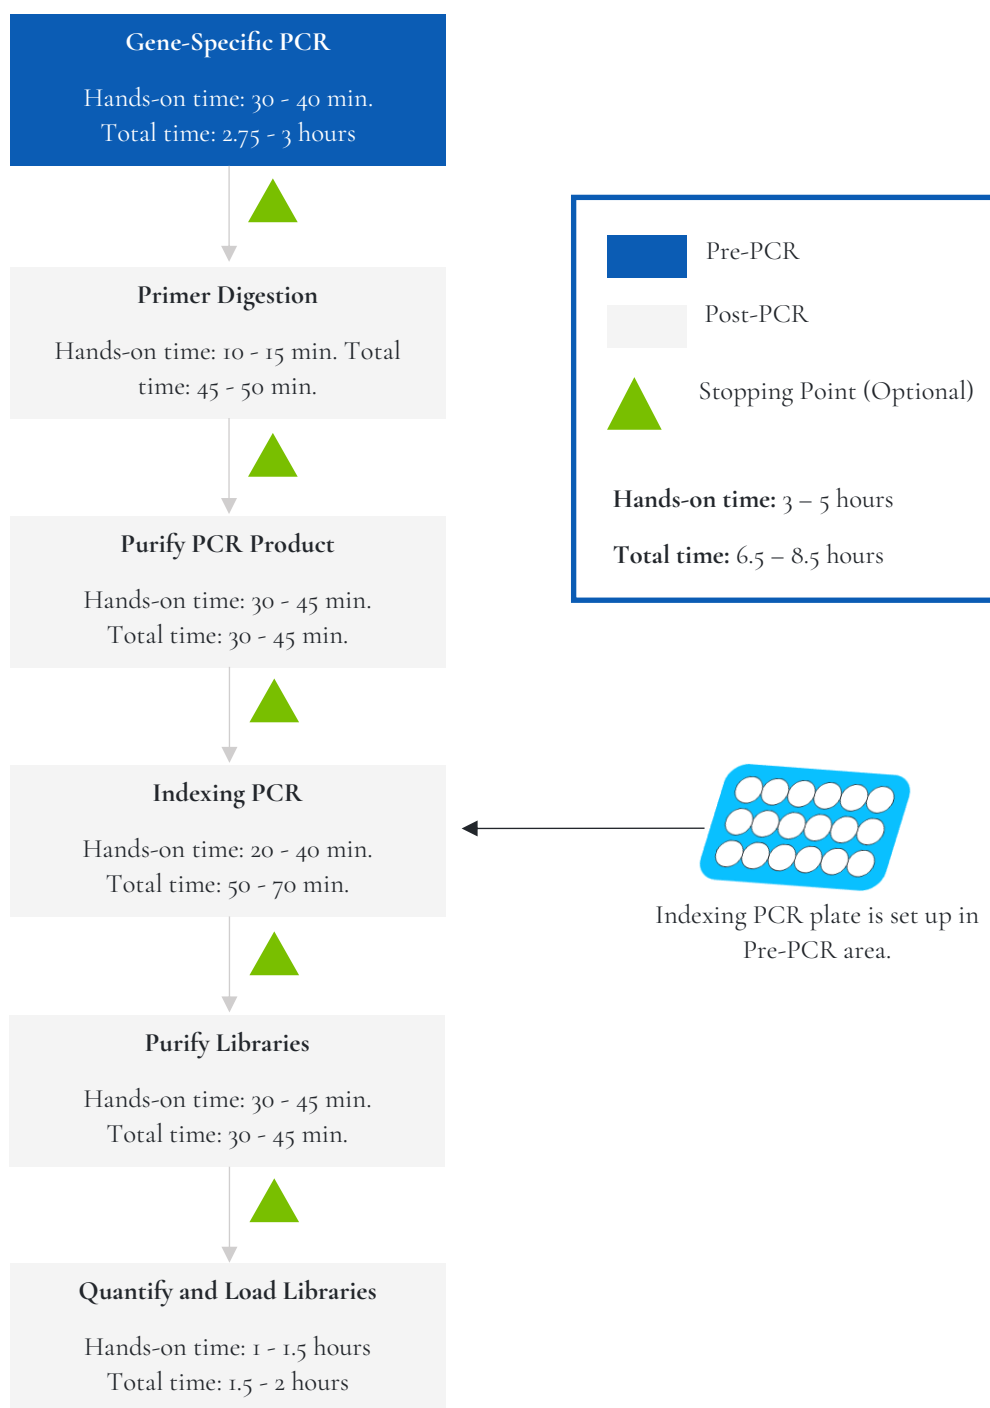 Gene-Specific PCR
Hands-on time: 30 - 40 min.
Total time: 2.75 - 3 hours
Primer Digestion
Hands-on time: 10 - 15 min. Total
time: 45 - 50 min.
Purify PCR Product
Hands-on time: 30 - 45 min.
Total time: 30 - 45 min.
Indexing PCR
Hands-on time: 20 - 40 min.
Total time: 50 - 70 min.
Purify Libraries
Hands-on time: 30 - 45 min.
Total time: 30 - 45 min.
Quantify and Load Libraries
Hands-on time: 1 - 1.5 hours
Total time: 1.5 - 2 hours
Pre-PCR
Post-PCR
Stopping Point (Optional)
Hands-on time: 3 – 5 hours
Total time: 6.5 – 8.5 hours
Indexing PCR plate is set up in
Pre-PCR area.